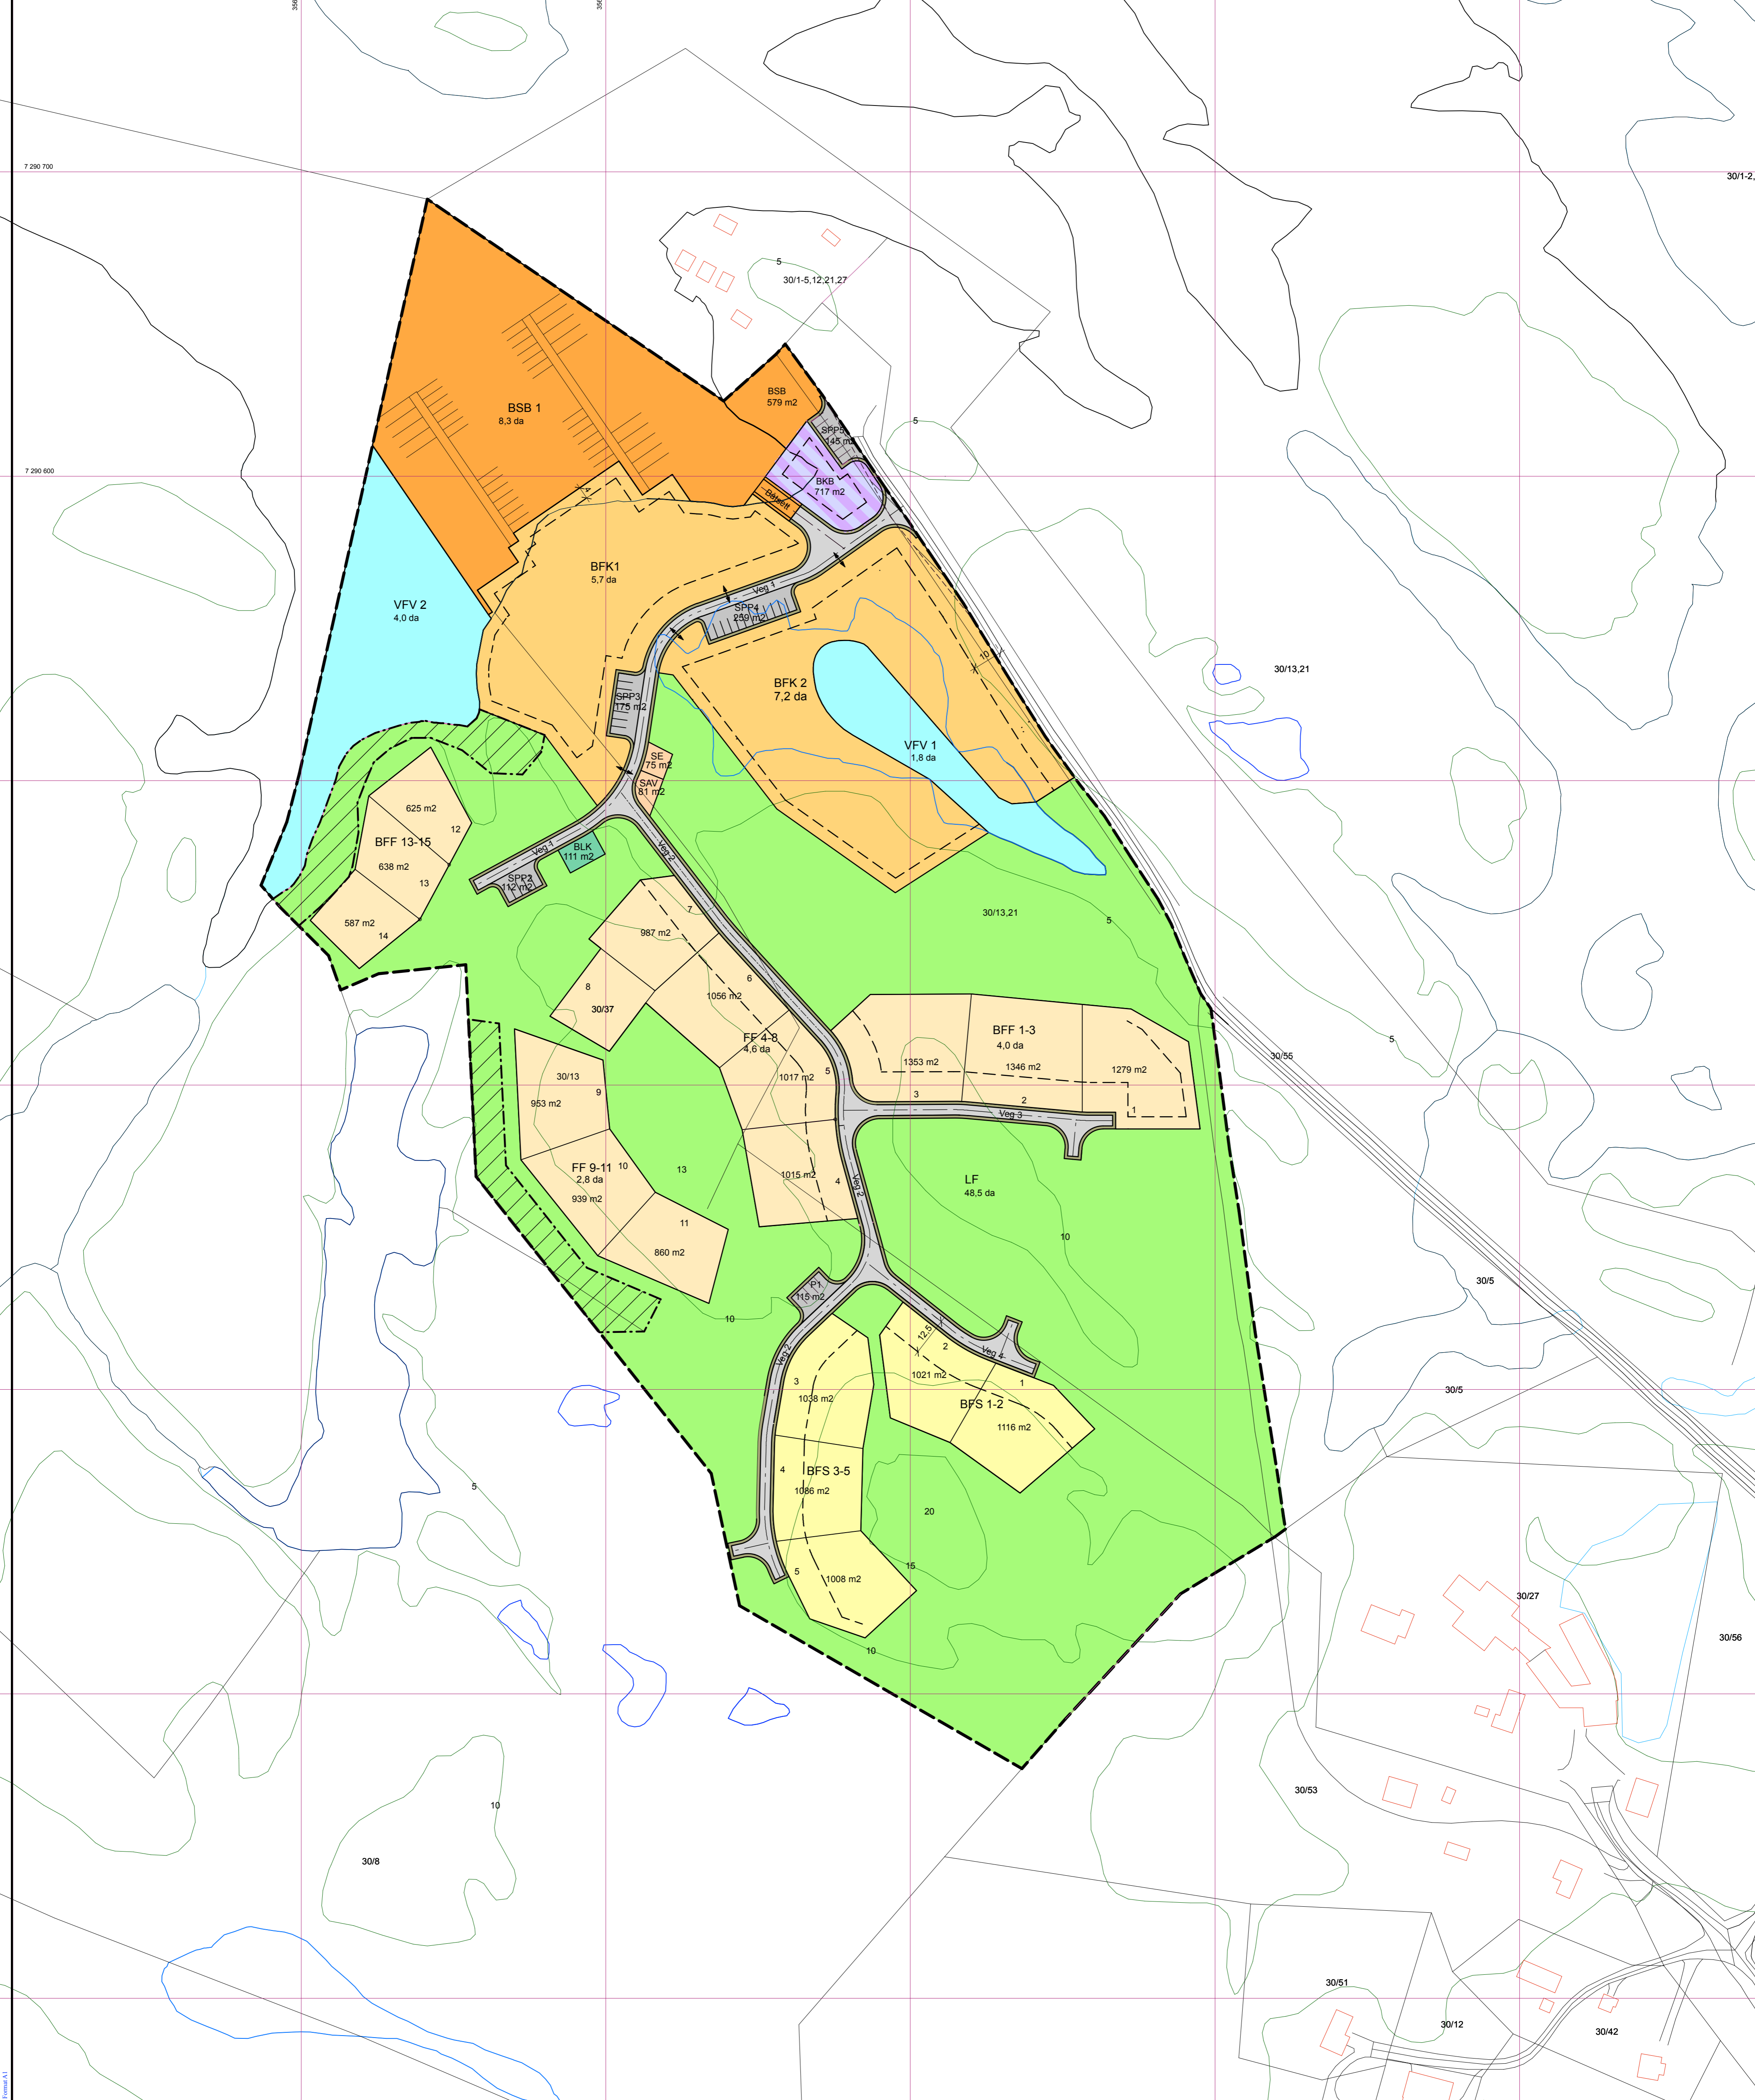 356
356
7 290 700
30/1-2,
5
30/1-5,12,21,27
BSB
579 m2
BSB 1
8,3 da
5
SPP5
145 m2
7 290 600
BKB
717 m2
Båtslett
4
BFK1
5,7 da
Veg 1
VFV 2
4,0 da
SPP4
259 m2
10
30/13,21
BFK 2
7,2 da
SPP3
175 m2
VFV 1
1,8 da
SE
75 m2
SAV
81 m2
625 m2
12
BFF 13-15
638 m2
13
Veg 1
BLK
111 m2
Veg 2
SPP2
112 m2
587 m2
14
7
30/13,21
5
987 m2
6
8
1056 m2
30/37
FF 4-8
4,6 da
BFF 1-3
4,0 da
5
30/55
1353 m2
1346 m2
1279 m2
30/13
1017 m2
5
9
953 m2
3
2
1
Veg 3
FF 9-11
2,8 da
10
13
939 m2
1015 m2
4
Veg 2
LF
48,5 da
11
10
860 m2
30/5
P1
115 m2
10
12,5
2
Veg 4
Veg 2
1021 m2
1
3
1038 m2
30/5
BFS 1-2
1116 m2
4
BFS 3-5
1086 m2
5
20
15
5
1008 m2
30/27
10
30/56
30/53
10
30/8
30/51
30/12
30/42
Format A1